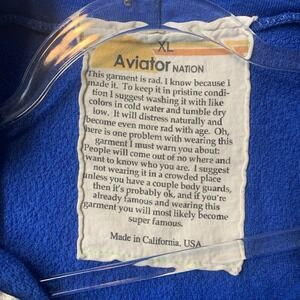 XL
Aviator NATION
This garment is rad. I know because i
made it. To keep it in pristine condi-
tion I suggest washing it with like
colors in cold water and tumble dry
low. It will distress naturally and
become even more rad with age. Oh,
there is one problem with wearing this
garment I must warn you about:
People will come out of no where and
want to know who you are. I suggest
not wearing it in a crowded place
unless you have a couple body guards,
then it's probably ok, and if you're
already famous and wearing this
garment you will most likely become
super famous.
Made in California, USA